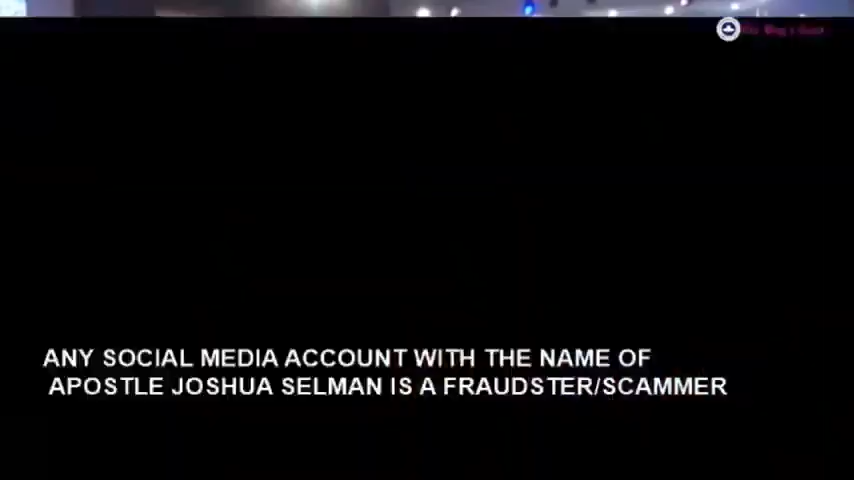 ANY SOCIAL MEDIA ACCOUNT WITH THE NAME OF
APOSTLE JOSHUA SELMAN IS A FRAUDSTER/SCAMMER